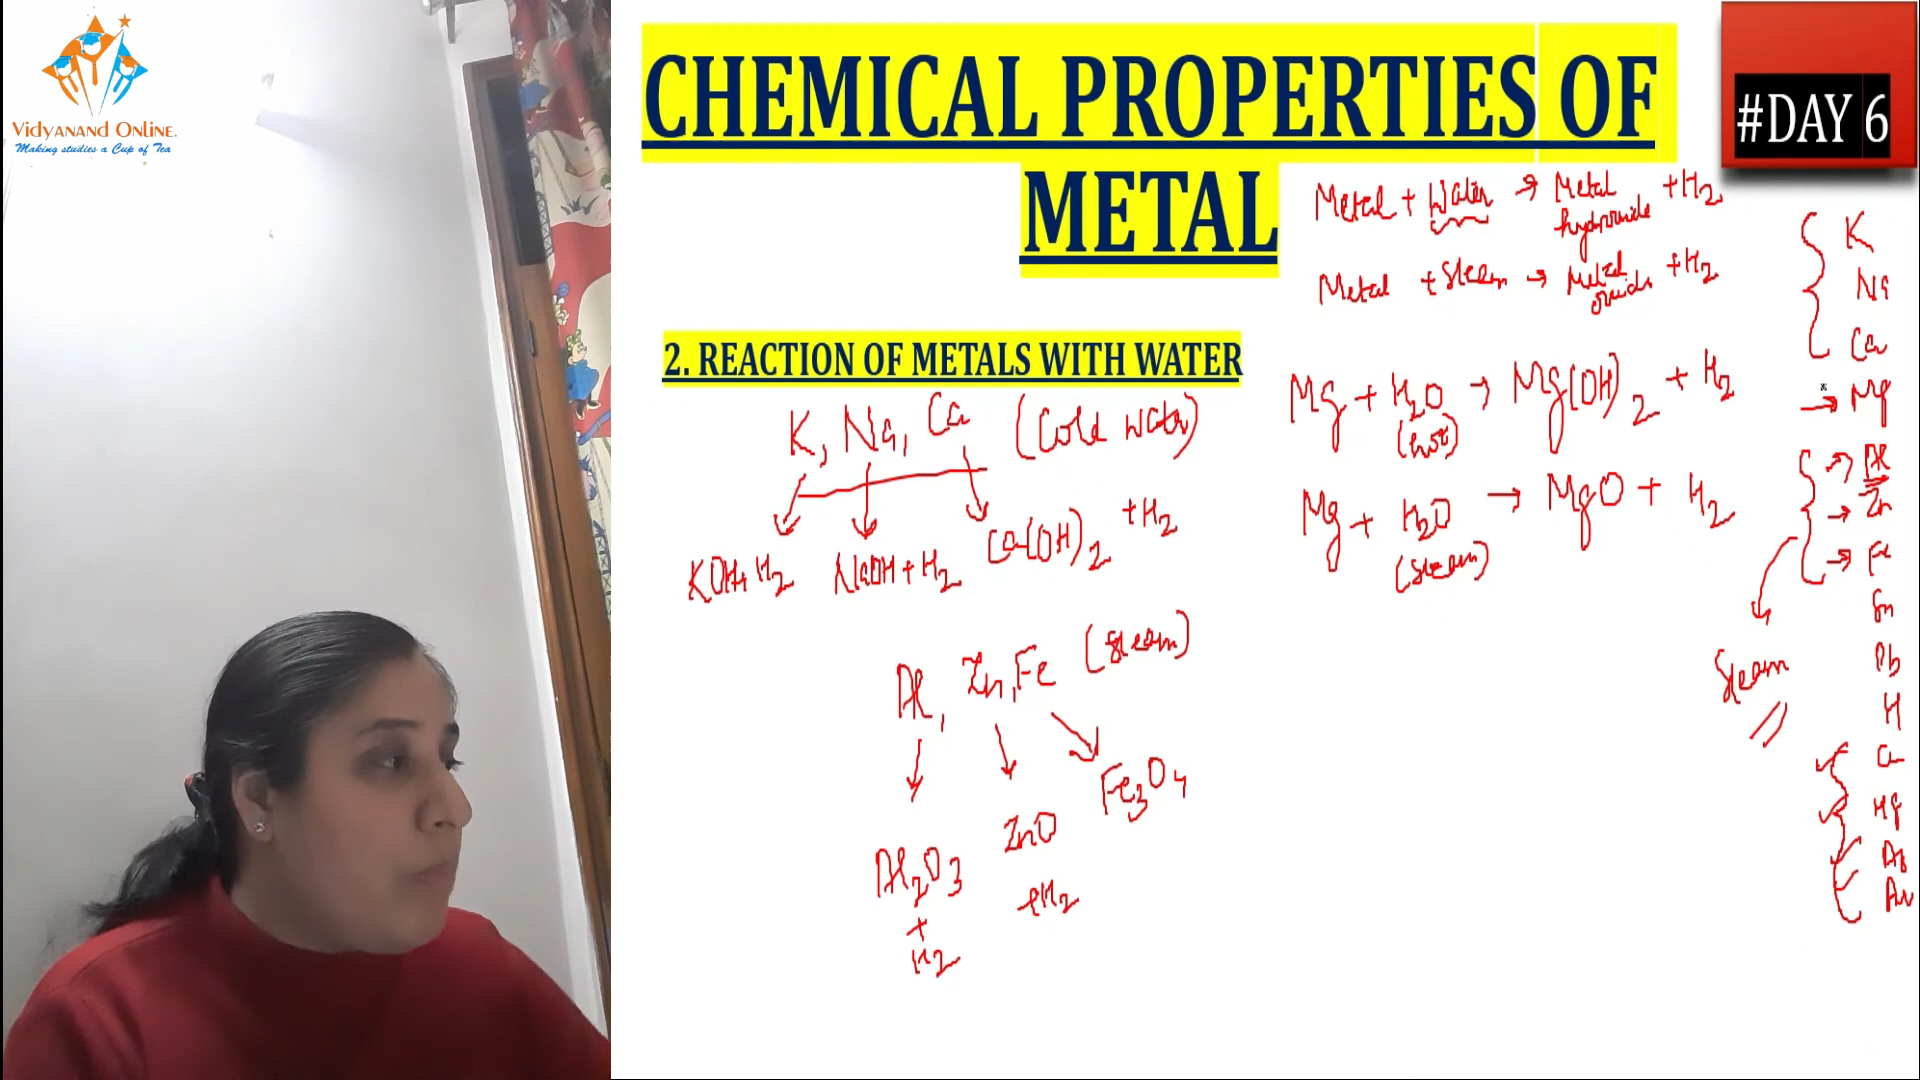 VIDYANAND ONLINE.
Making studies a Cup of Tea
CHEMICAL PROPERTIES OF
METAL
#DAY 6
Metal + Water → Metal hydroxide + H2
Metal + Steam → Metal oxide + H2
2. REACTION OF METALS WITH WATER
K, Na, Ca (Cold water)
KOH + H2 NaOH + H2 Ca(OH)2 + H2
Al, Zn, Fe (steam)
Al2O3 + H2
ZnO + H2
Fe3O4
Mg + H2O (hot) → Mg(OH)2 + H2
Mg + H2O (steam) → MgO + H2
K
Na
Ca
Mg
Al
Zn
Fe
Sn
Pb
H
Cu
Hg
Ag
Au
Steam